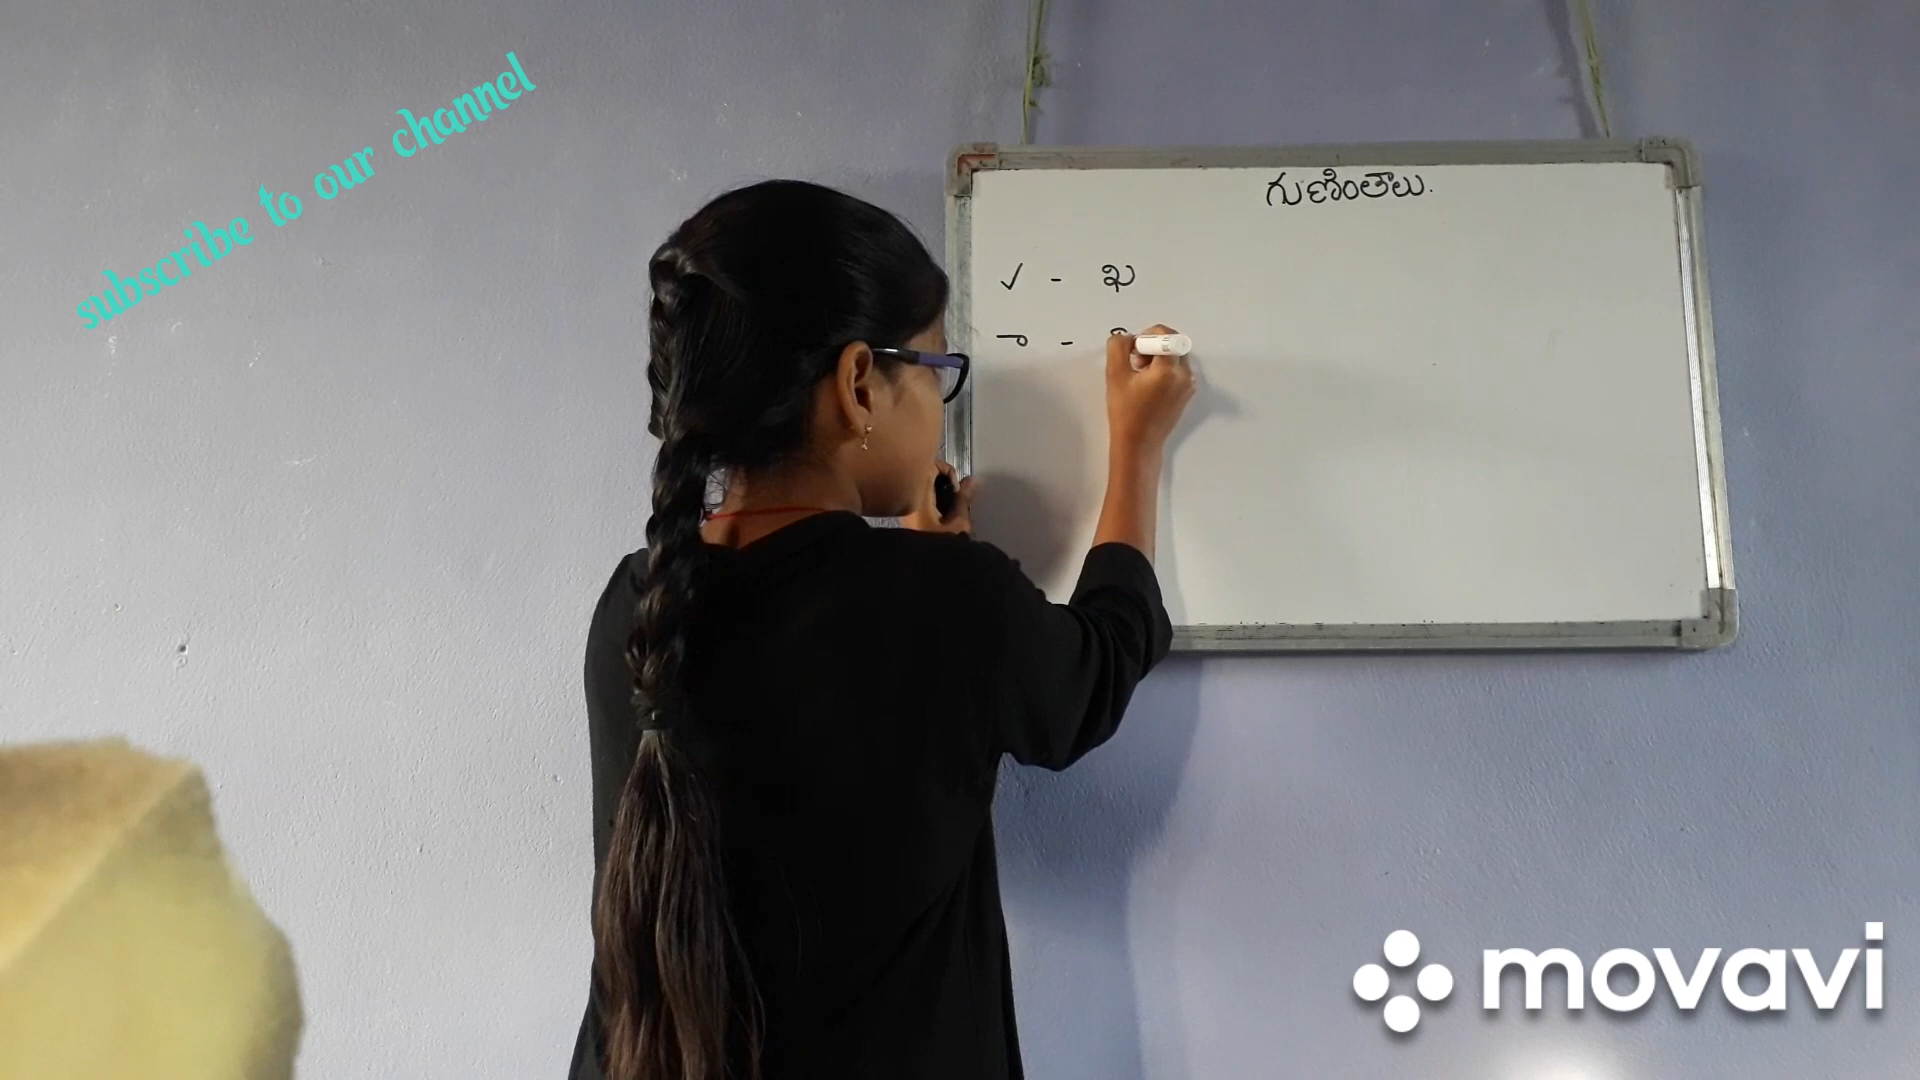 subscribe to our channel
గుణింతాలు.
✓ - ఖ
ా -
movavi